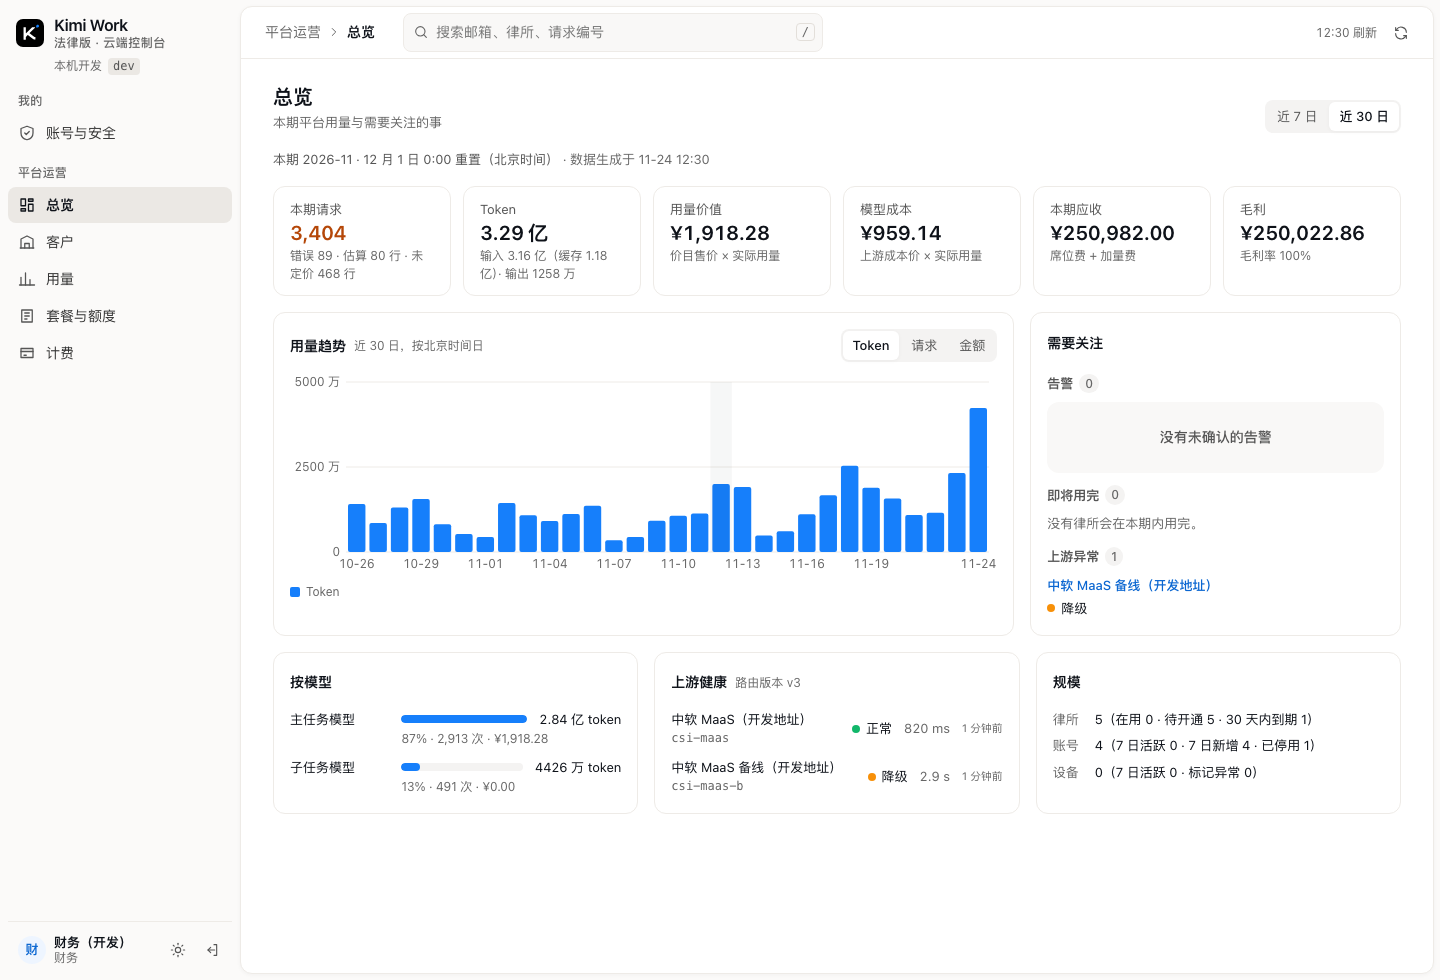 Kimi Work
法律版 · 云端控制台
本机开发 dev
我的
账号与安全
平台运营
总览
客户
用量
套餐与额度
计费
财
财务（开发）
财务
平台运营 > 总览
搜索邮箱、律所、请求编号 /
12:30 刷新
总览
本期平台用量与需要关注的事
近 7 日 近 30 日
本期 2026-11 · 12 月 1 日 0:00 重置（北京时间） · 数据生成于 11-24 12:30
本期请求
3,404
错误 89 · 估算 80 行 · 未
定价 468 行
Token
3.29 亿
输入 3.16 亿（缓存 1.18
亿）· 输出 1258 万
用量价值
¥1,918.28
价目售价 × 实际用量
模型成本
¥959.14
上游成本价 × 实际用量
本期应收
¥250,982.00
席位费 + 加量费
毛利
¥250,022.86
毛利率 100%
用量趋势 近 30 日，按北京时间日
Token 请求 金额
5000 万
2500 万
0
10-26 10-29 11-01 11-04 11-07 11-10 11-13 11-16 11-19 11-24
Token
需要关注
告警 0
没有未确认的告警
即将用完 0
没有律所会在本期内用完。
上游异常 1
中软 MaaS 备线（开发地址）
降级
按模型
主任务模型 2.84 亿 token
87% · 2,913 次 · ¥1,918.28
子任务模型 4426 万 token
13% · 491 次 · ¥0.00
上游健康 路由版本 v3
中软 MaaS（开发地址）
csi-maas
正常 820 ms 1 分钟前
中软 MaaS 备线（开发地址）
csi-maas-b
降级 2.9 s 1 分钟前
规模
律所 5（在用 0 · 待开通 5 · 30 天内到期 1）
账号 4（7 日活跃 0 · 7 日新增 4 · 已停用 1）
设备 0（7 日活跃 0 · 标记异常 0）